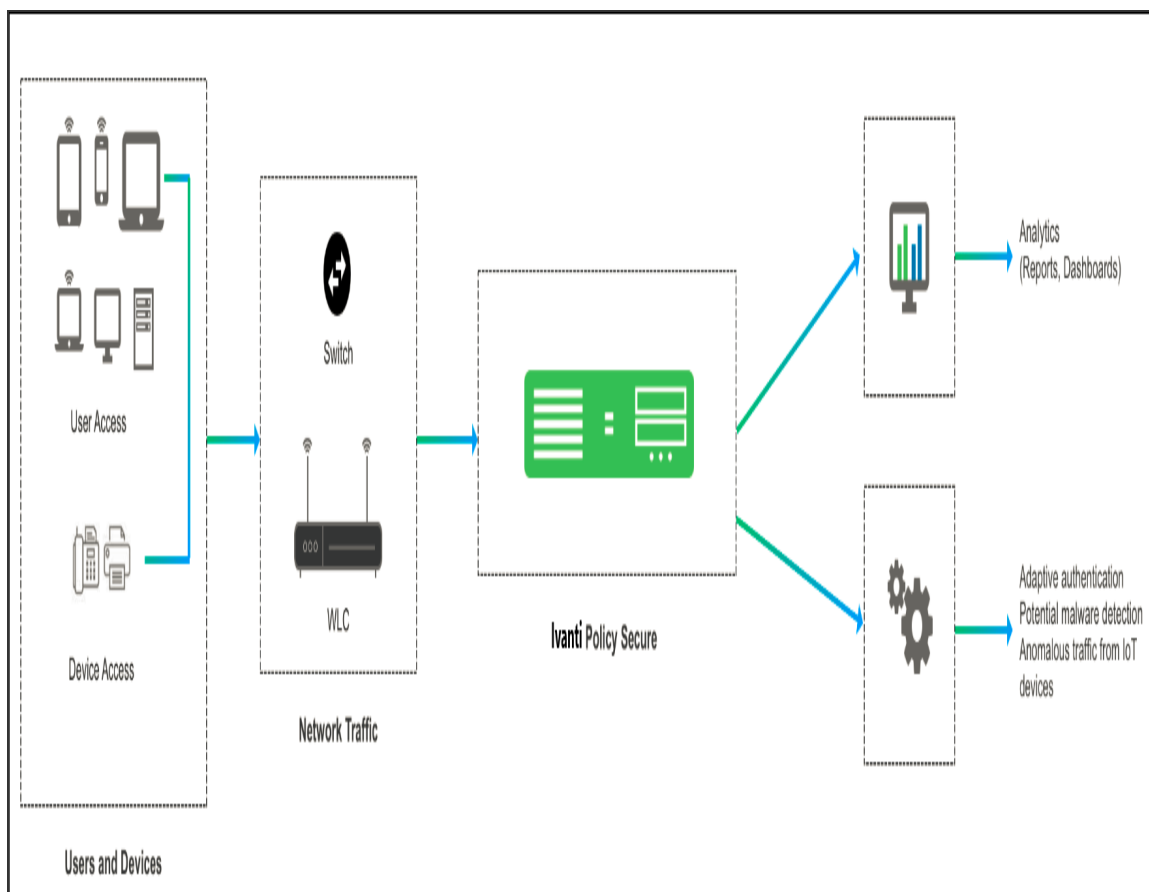 User Access
Device Access
Users and Devices
Switch
WLC
Network Traffic
Ivanti Policy Secure
Analytics
(Reports, Dashboards)
Adaptive authentication
Potential malware detection
Anomalous traffic from IoT
devices